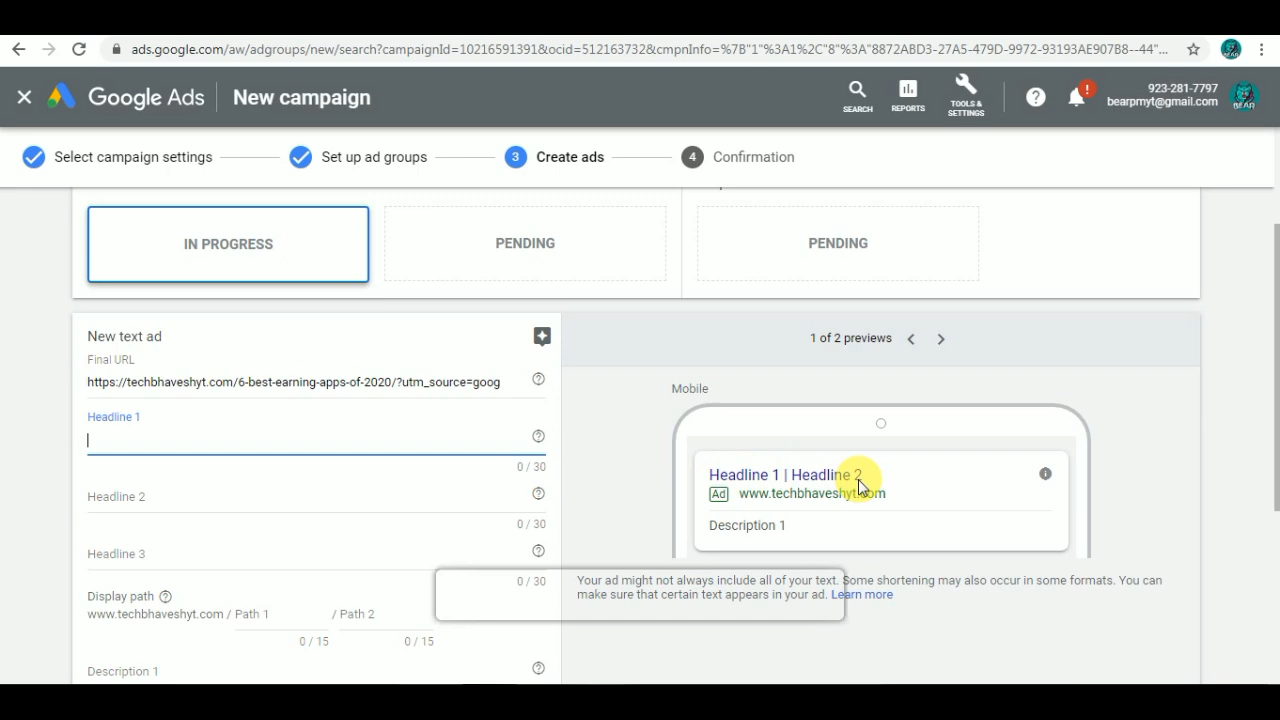 ads.google.com/aw/adgroups/new/search?campaignId=10216591391&ocid=512163732&cmpnInfo=%7B"1"%3A1%2C"8"%3A"8872ABD3-27A5-479D-9972-93193AE907B8--44"...
Google Ads
New campaign
SEARCH
REPORTS
TOOLS &
SETTINGS
923-281-7797
bearpmyt@gmail.com
BEAR
Select campaign settings
Set up ad groups
3 Create ads
4 Confirmation
IN PROGRESS
PENDING
PENDING
New text ad
Final URL
https://techbhaveshyt.com/6-best-earning-apps-of-2020/?utm_source=goog
Headline 1
0 / 30
Headline 2
0 / 30
Headline 3
0 / 30
Display path
www.techbhaveshyt.com / Path 1 / Path 2
0 / 15 0 / 15
Description 1
1 of 2 previews
Mobile
Headline 1 | Headline 2
Ad www.techbhaveshyt.com
Description 1
Your ad might not always include all of your text. Some shortening may also occur in some formats. You can
make sure that certain text appears in your ad. Learn more